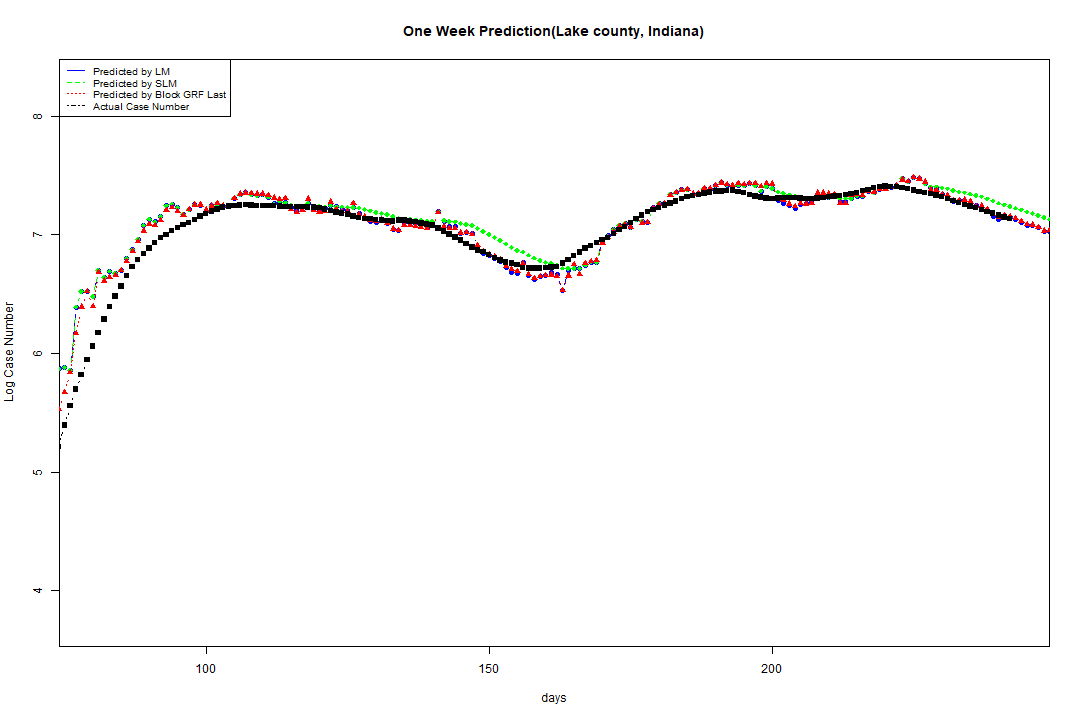 One Week Prediction(Lake county, Indiana)
Predicted by LM
Predicted by SLM
Predicted by Block GRF Last
Actual Case Number
8
7
6
5
4
Log Case Number
100 150 200
days